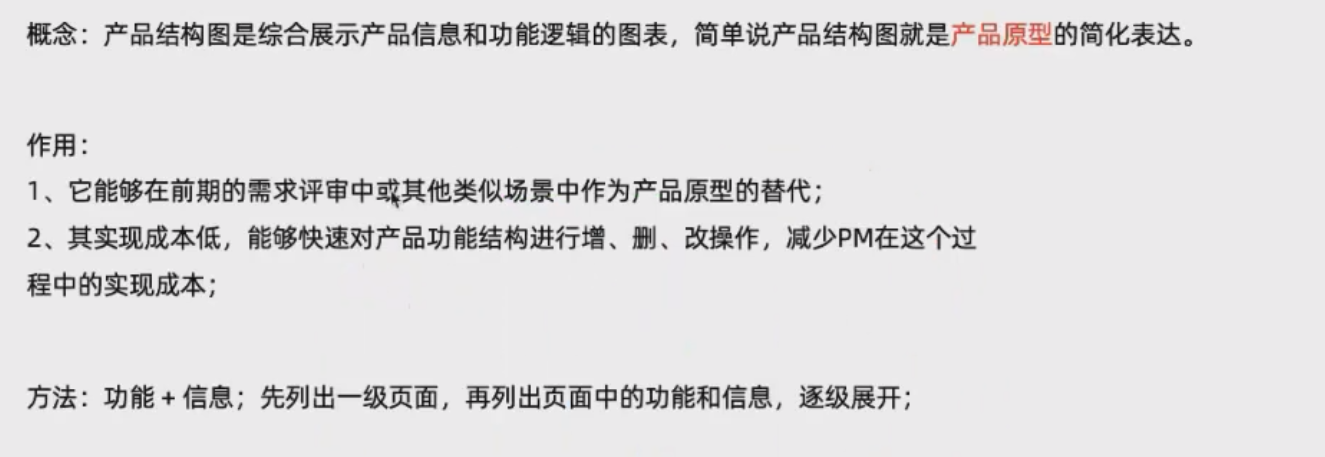 概念：产品结构图是综合展示产品信息和功能逻辑的图表，简单说产品结构图就是产品原型的简化表达。
作用：
1、它能够在前期的需求评审中或其他类似场景中作为产品原型的替代；
2、其实现成本低，能够快速对产品功能结构进行增、删、改操作，减少PM在这个过
程中的实现成本；
方法：功能 + 信息；先列出一级页面，再列出页面中的功能和信息，逐级展开；